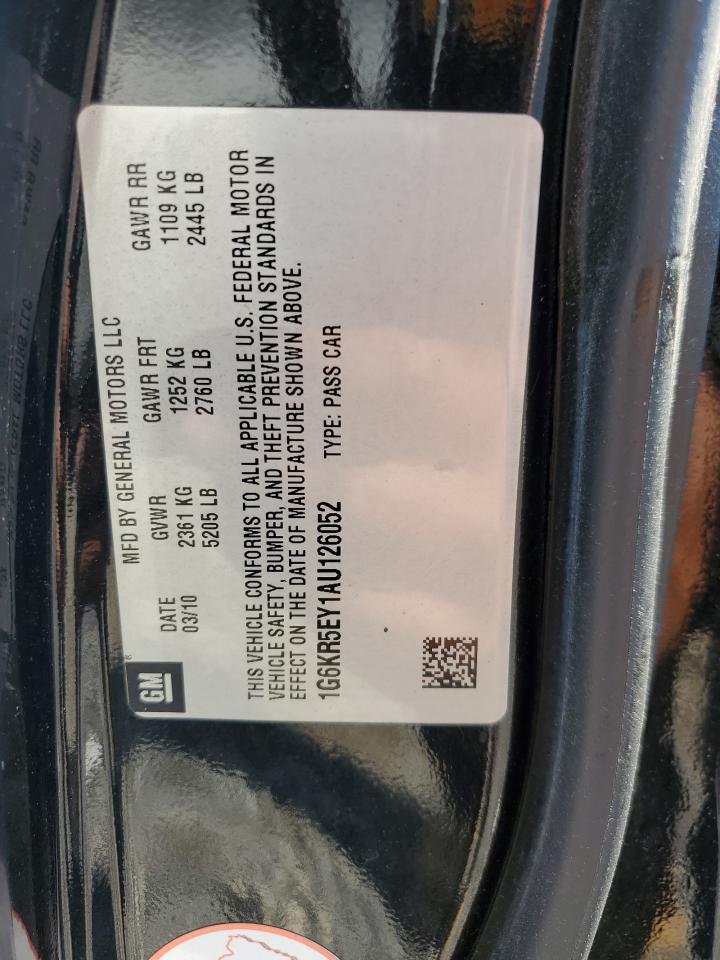 GM
MFD BY GENERAL MOTORS LLC
DATE GVWR GAWR FRT GAWR RR
03/10 2361 KG 1252 KG 1109 KG
5205 LB 2760 LB 2445 LB
THIS VEHICLE CONFORMS TO ALL APPLICABLE U.S. FEDERAL MOTOR
VEHICLE SAFETY, BUMPER, AND THEFT PREVENTION STANDARDS IN
EFFECT ON THE DATE OF MANUFACTURE SHOWN ABOVE.
1G6KR5EY1AU126052 TYPE: PASS CAR